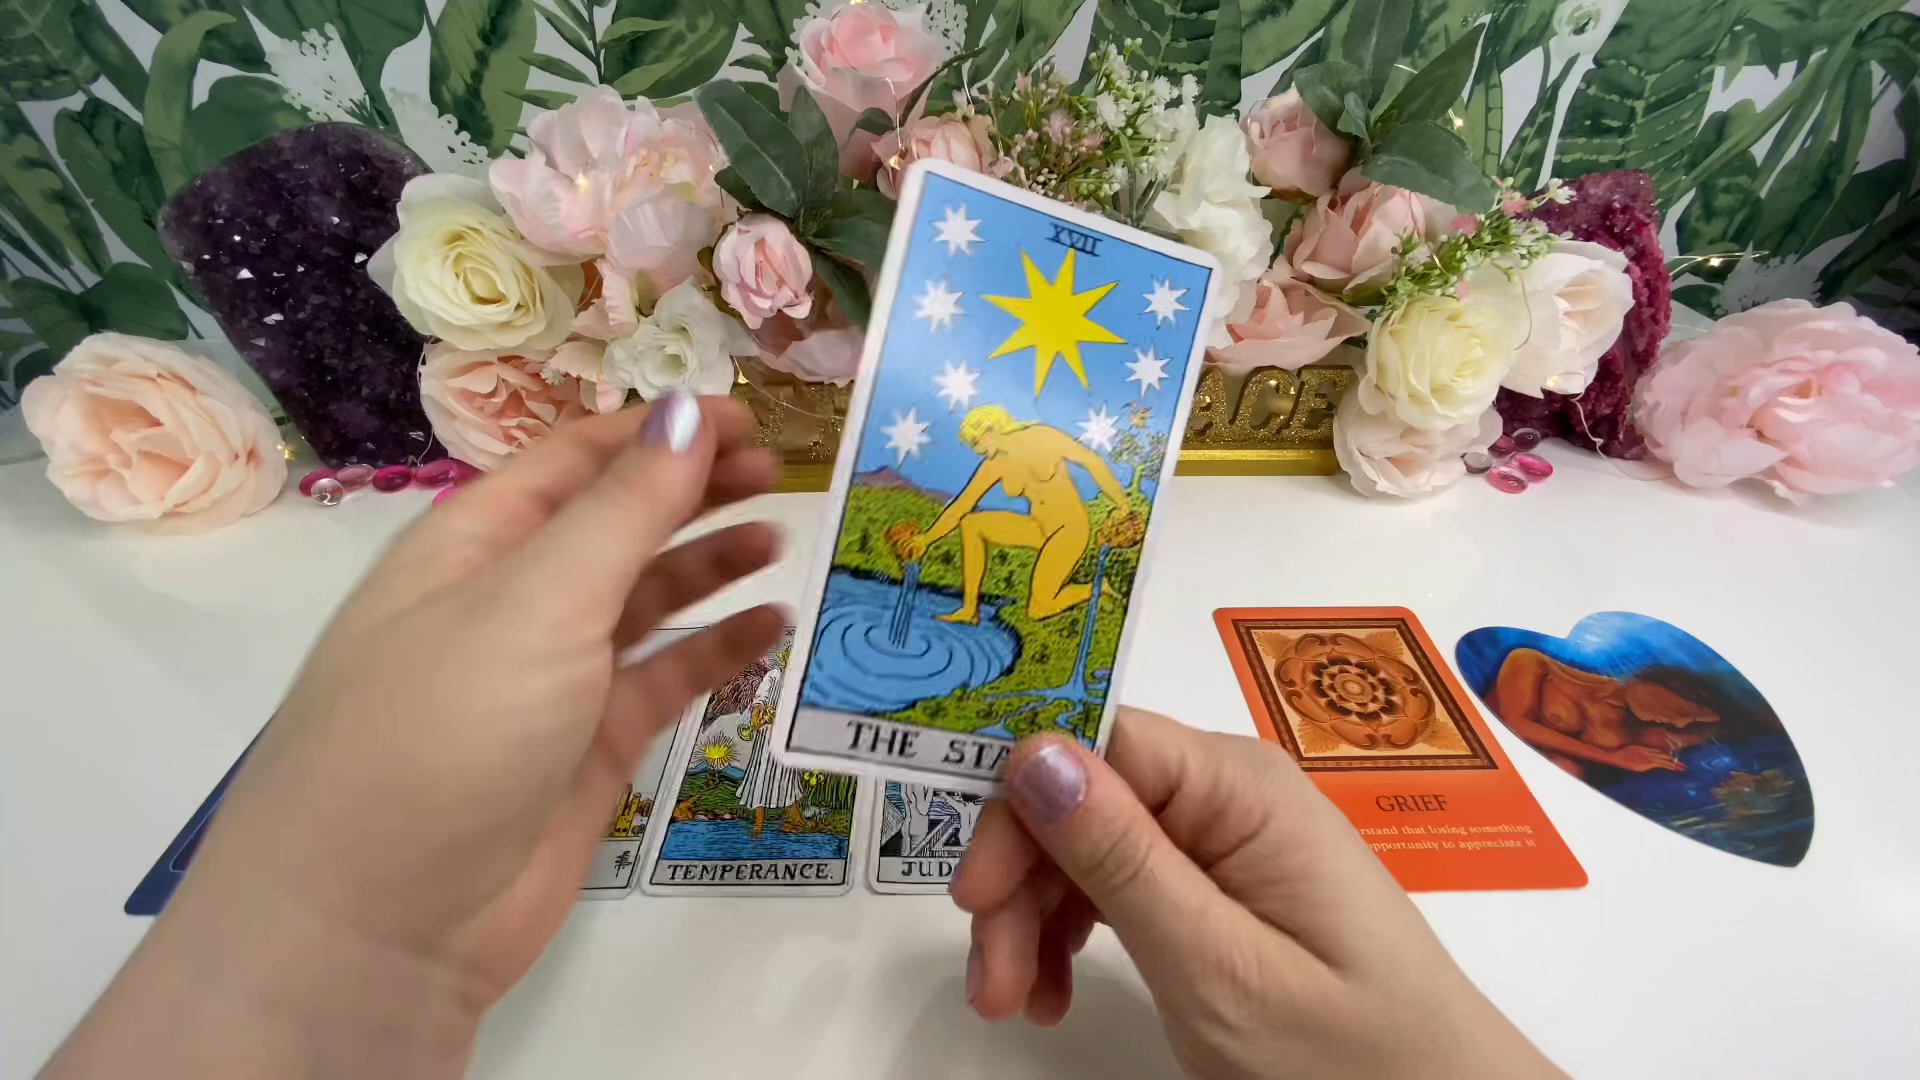 XVII
ACE
THE STA
TEMPERANCE.
JUD
GRIEF
rstand that losing something
opportunity to appreciate it